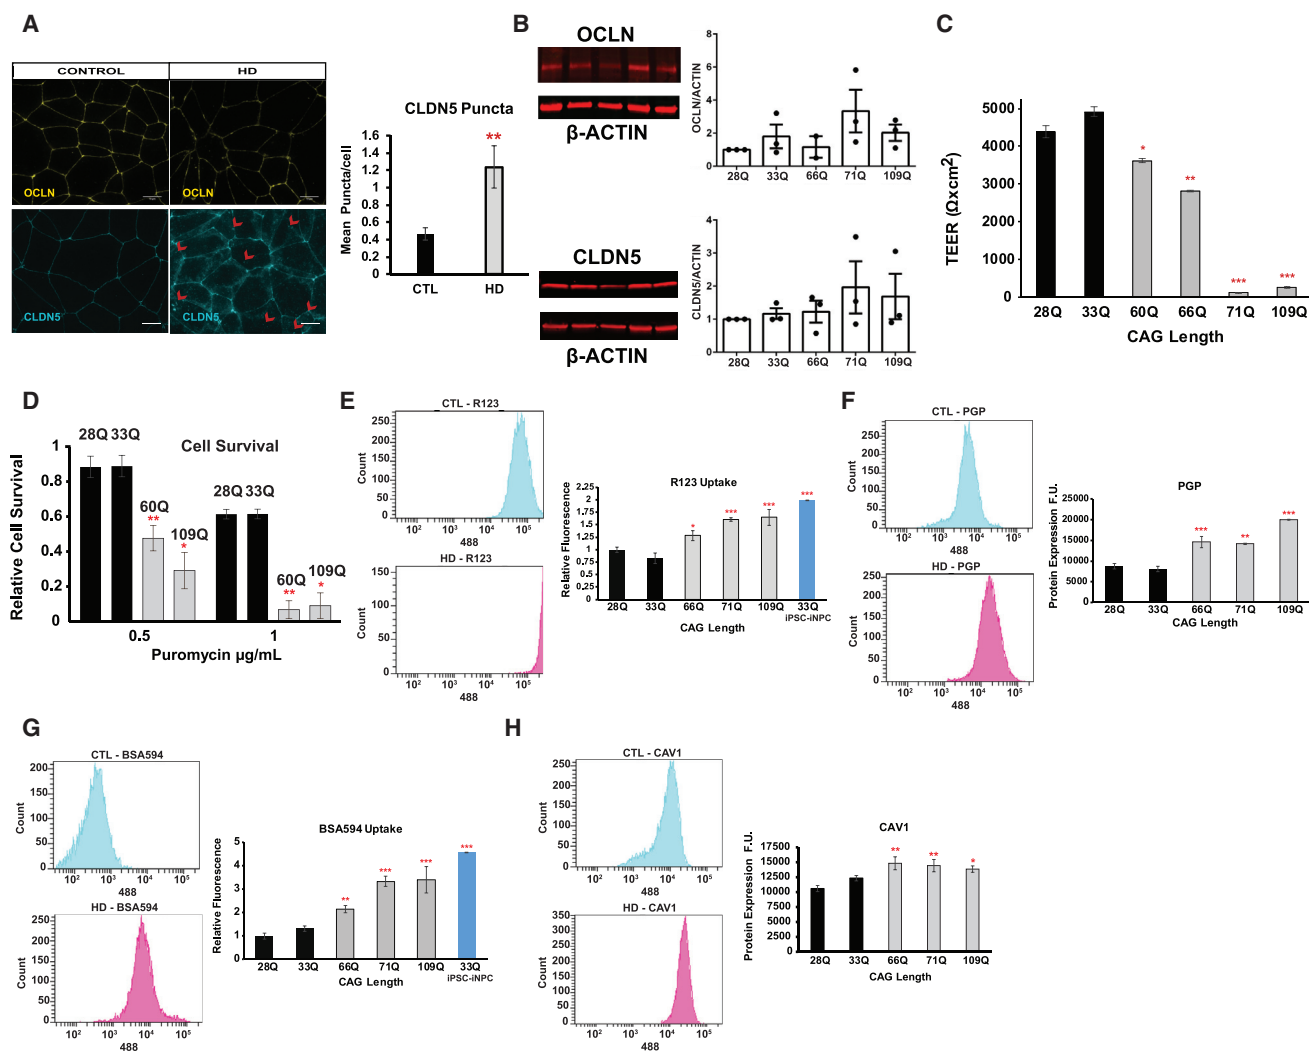 A
CONTROL
HD
OCLN
OCLN
CLDN5
CLDN5
CLDN5 Puncta
Mean Puncta/cell
1.6
1.4
1.2
1
0.8
0.6
0.4
0.2
0
**
CTL
HD
B
OCLN
β-ACTIN
OCLN/ACTIN
8
6
4
2
0
28Q 33Q 66Q 71Q 109Q
CLDN5
β-ACTIN
CLDN5/ACTIN
4
3
2
1
0
28Q 33Q 66Q 71Q 109Q
C
TEER (Ωxcm²)
5000
4000
3000
2000
1000
0
*
**
***
***
28Q 33Q 60Q 66Q 71Q 109Q
CAG Length
D
Cell Survival
Relative Cell Survival
1
0.8
0.6
0.4
0.2
0
28Q 33Q
60Q
**
109Q
*
28Q 33Q
60Q
**
109Q
*
0.5 1
Puromycin µg/mL
E
CTL - R123
Count
250
200
150
100
50
0
10² 10³ 10⁴ 10⁵
488
HD - R123
Count
150
100
50
0
10² 10³ 10⁴ 10⁵
488
R123 Uptake
Relative Fluorescence
2.25
2
1.75
1.5
1.25
1
0.75
0.5
0.25
0
*
***
***
***
28Q 33Q 66Q 71Q 109Q 33Q
iPSC-iNPC
CAG Length
F
CTL - PGP
Count
250
200
150
100
50
0
10² 10³ 10⁴ 10⁵
488
HD - PGP
Count
250
200
150
100
50
0
10² 10³ 10⁴ 10⁵
488
PGP
Protein Expression F.U.
25000
20000
15000
10000
5000
0
***
**
***
28Q 33Q 66Q 71Q 109Q
CAG Length
G
CTL - BSA594
Count
200
150
100
50
0
10² 10³ 10⁴ 10⁵
488
HD - BSA594
Count
250
200
150
100
50
0
10² 10³ 10⁴ 10⁵
488
BSA594 Uptake
Relative Fluorescence
5
4
3
2
1
0
**
***
***
***
28Q 33Q 66Q 71Q 109Q 33Q
iPSC-iNPC
CAG Length
H
CTL - CAV1
Count
250
200
150
100
50
0
10² 10³ 10⁴ 10⁵
488
HD - CAV1
Count
350
300
250
200
150
100
50
0
10² 10³ 10⁴ 10⁵
488
CAV1
Protein Expression F.U.
17500
15000
12500
10000
7500
5000
2500
0
**
**
*
28Q 33Q 66Q 71Q 109Q
CAG Length